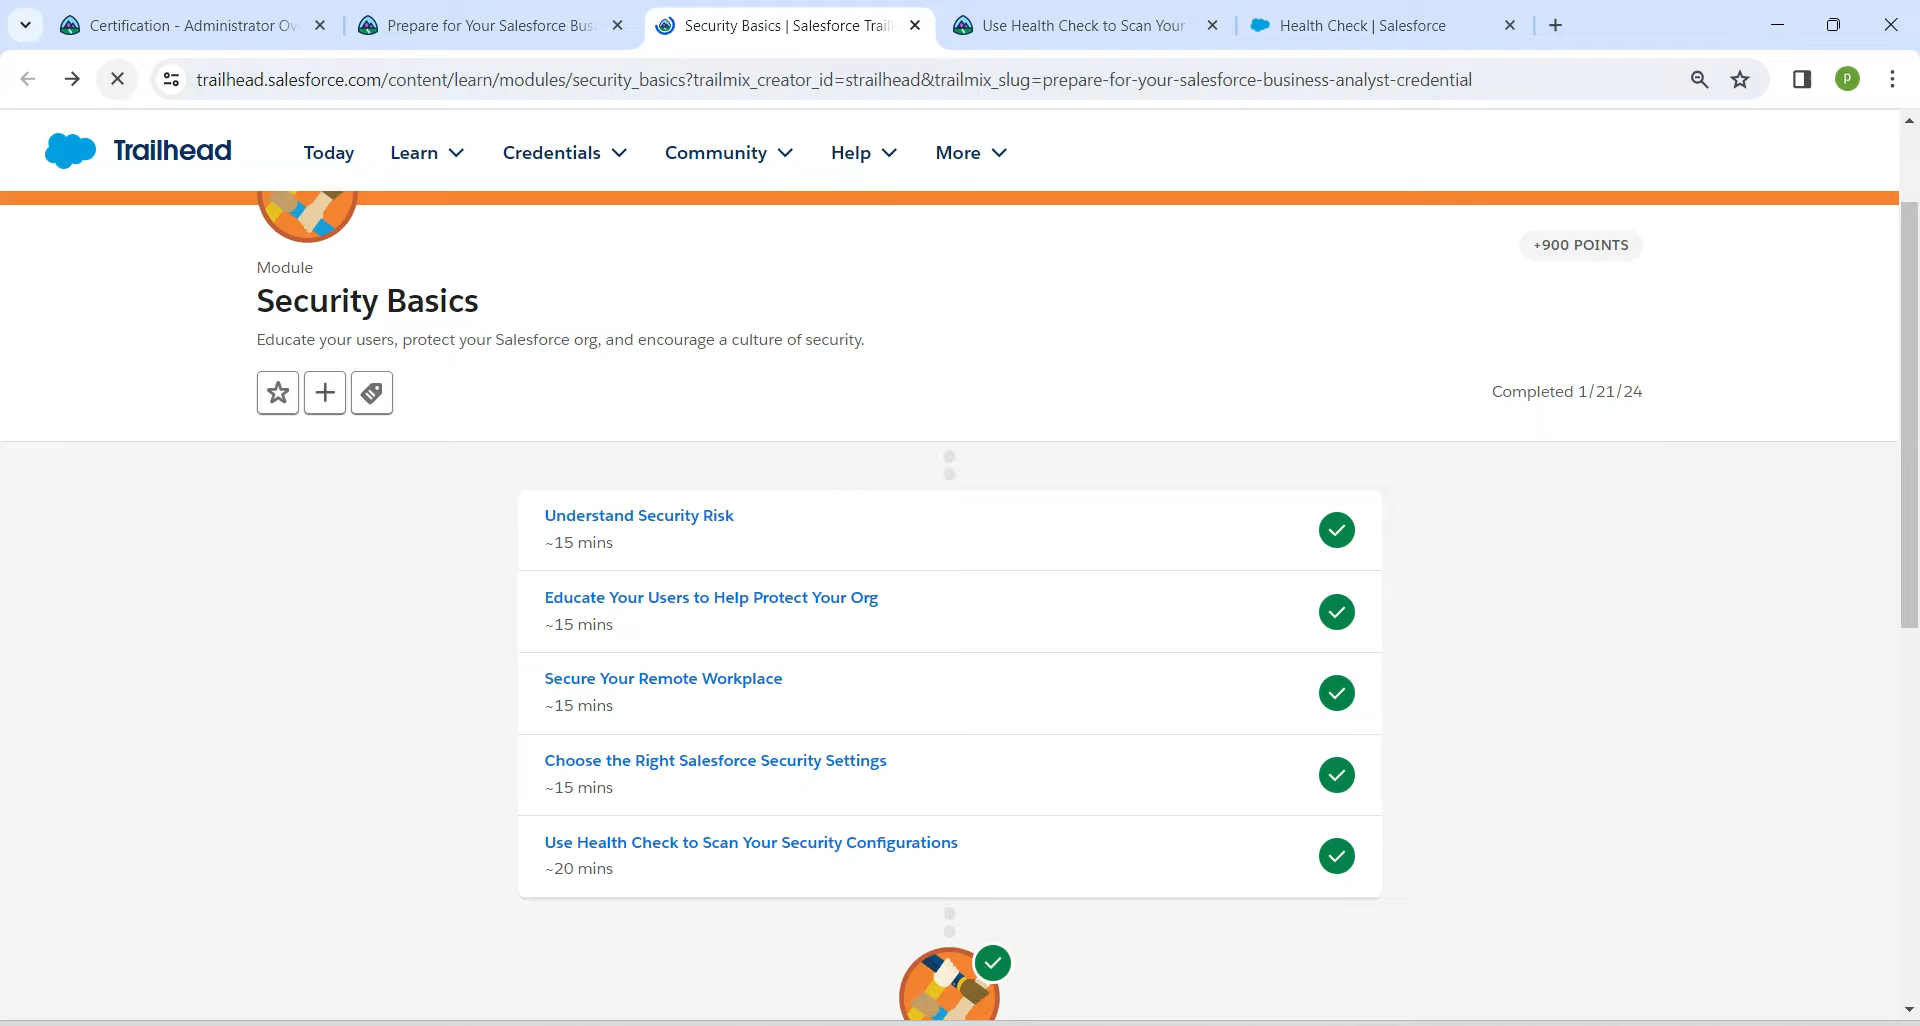 Certification - Administrator Ov
Prepare for Your Salesforce Bus
Security Basics | Salesforce Trail
Use Health Check to Scan Your
Health Check | Salesforce
trailhead.salesforce.com/content/learn/modules/security_basics?trailmix_creator_id=strailhead&trailmix_slug=prepare-for-your-salesforce-business-analyst-credential
P
Trailhead
Today
Learn
Credentials
Community
Help
More
+900 POINTS
Module
Security Basics
Educate your users, protect your Salesforce org, and encourage a culture of security.
Completed 1/21/24
Understand Security Risk
~15 mins
Educate Your Users to Help Protect Your Org
~15 mins
Secure Your Remote Workplace
~15 mins
Choose the Right Salesforce Security Settings
~15 mins
Use Health Check to Scan Your Security Configurations
~20 mins